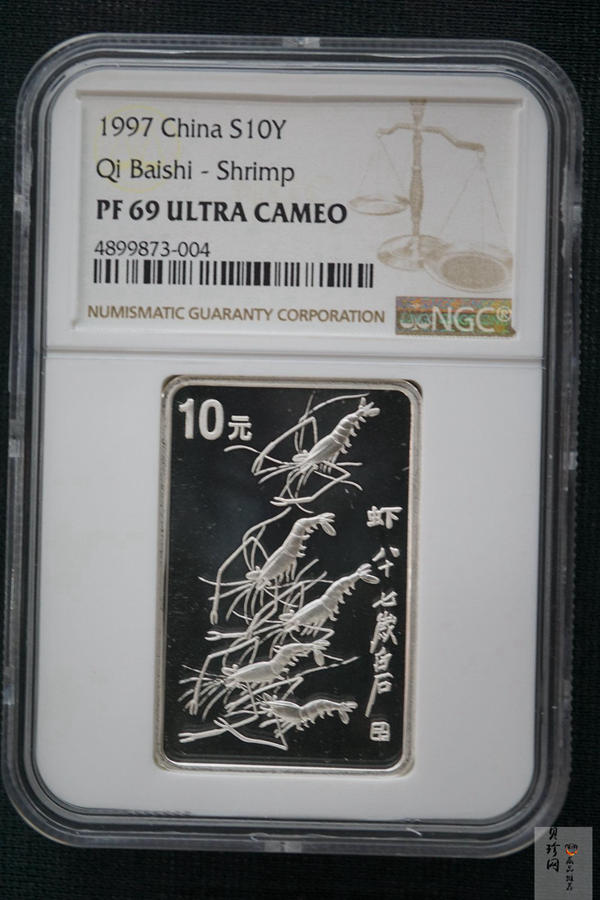 1997 China S10Y
Qi Baishi - Shrimp
PF 69 ULTRA CAMEO
4899873-004
NUMISMATIC GUARANTY CORPORATION
NGC®
10元
虾 八十七歲白石
贝珍网